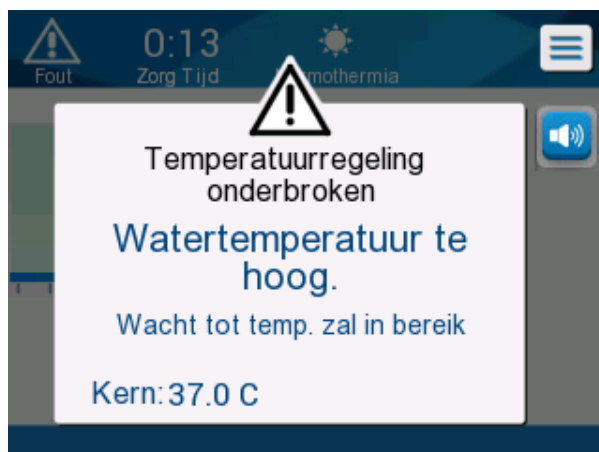 0:13
Fout
Zorg Tijd
mothermia
Temperatuurregeling
onderbroken
Watertemperatuur te
hoog.
Wacht tot temp. zal in bereik
Kern: 37.0 C